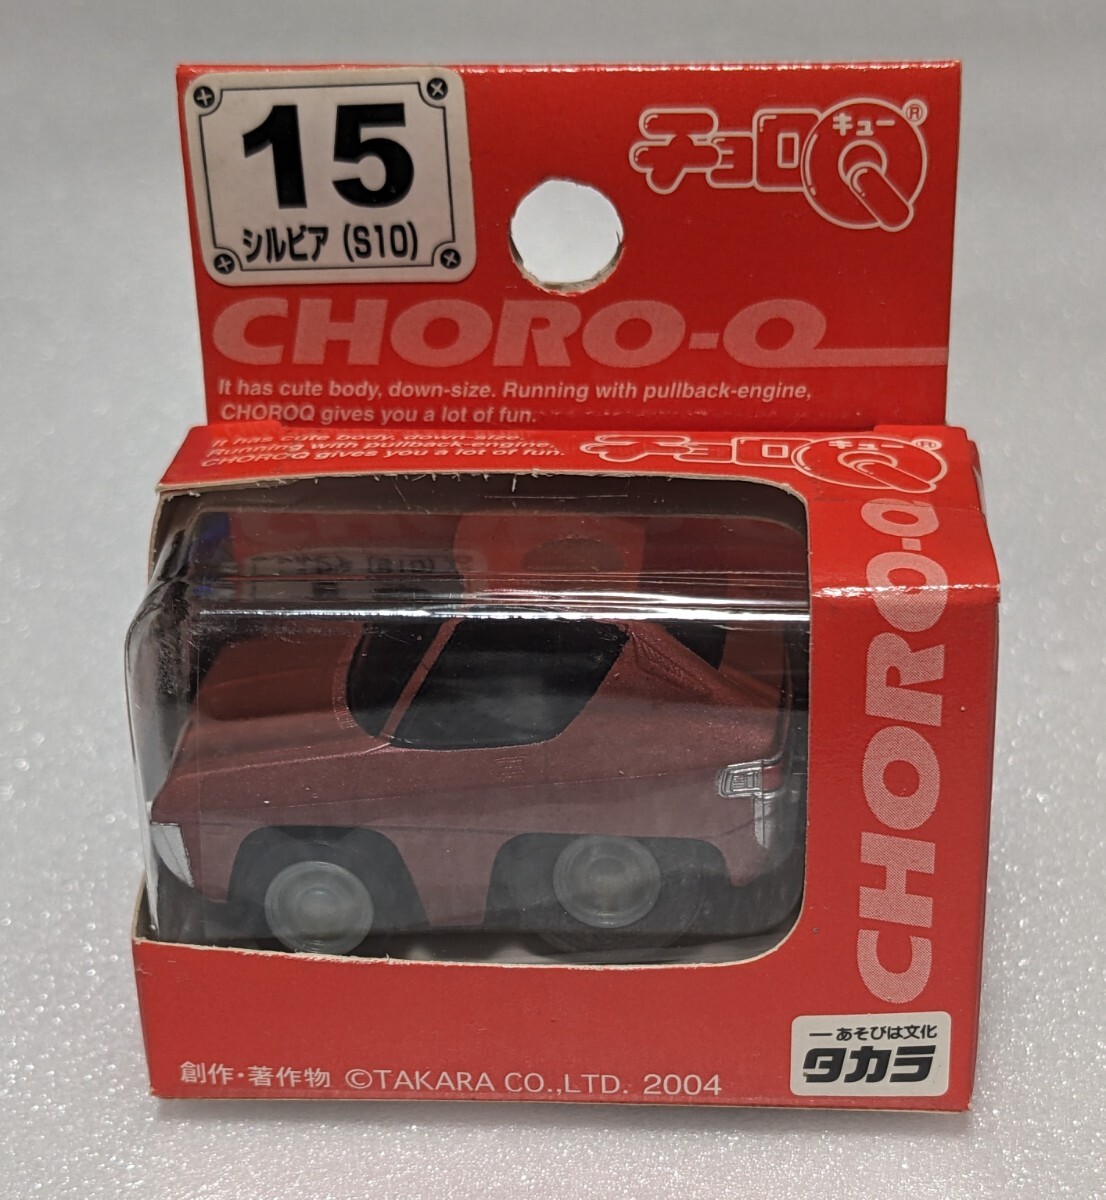 15
シルビア (S10)
チョロQ
キュー
®
CHORO-Q
It has cute body, down-size. Running with pullback-engine,
CHOROQ gives you a lot of fun.
It has cute body, down-size.
Running wigh pullback-engine.
CHOROQ gives you a lot of fun.
チョロQ
キュー
®
CHORO-Q
創作・著作物 ©TAKARA CO.,LTD. 2004
—あそびは文化
タカラ